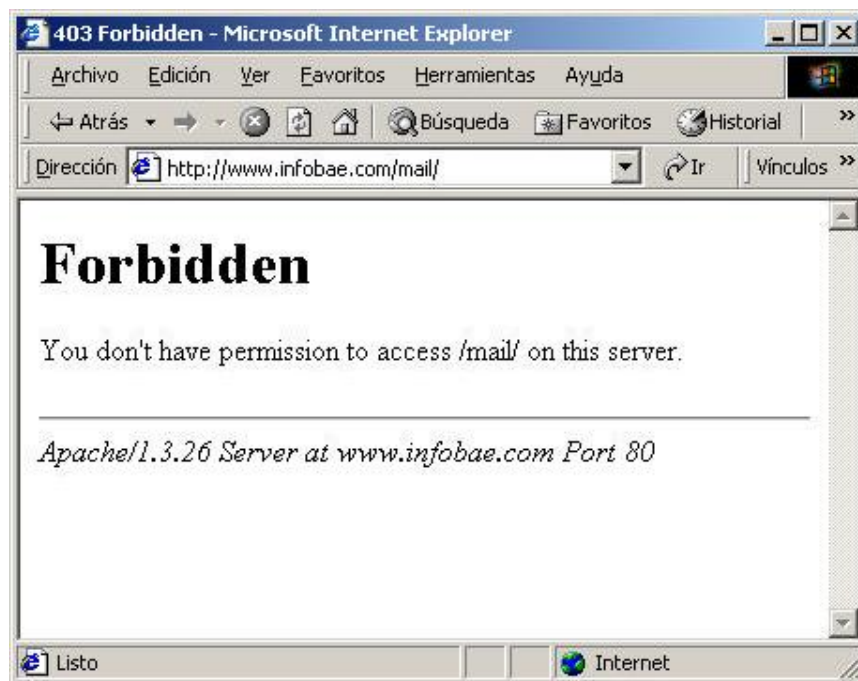 403 Forbidden - Microsoft Internet Explorer
Archivo Edición Ver Favoritos Herramientas Ayuda
Atrás Búsqueda Favoritos Historial »
Dirección http://www.infobae.com/mail/ Ir Vínculos »
Forbidden
You don't have permission to access /mail/ on this server.
Apache/1.3.26 Server at www.infobae.com Port 80
Listo Internet